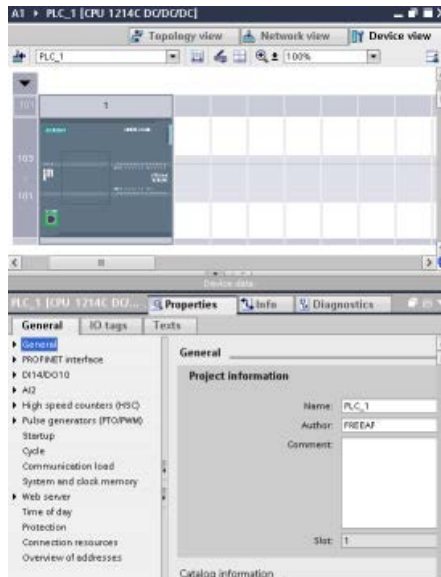 A1 ▸ PLC_1 [CPU 1214C DC/DC/DC]
Topology view Network view Device view
PLC_1 100%
103 1
103
101
Device data
PLC_1 [CPU 1214C DC/... Properties Info Diagnostics
General IO tags Texts
General
PROFINET interface
DI14/DO10
AI2
High speed counters (HSC)
Pulse generators (PTO/PWM)
Startup
Cycle
Communication load
System and clock memory
Web server
Time of day
Protection
Connection resources
Overview of addresses
General
Project information
Name: PLC_1
Author: FREEAF
Comment:
Slot: 1
Catalog information